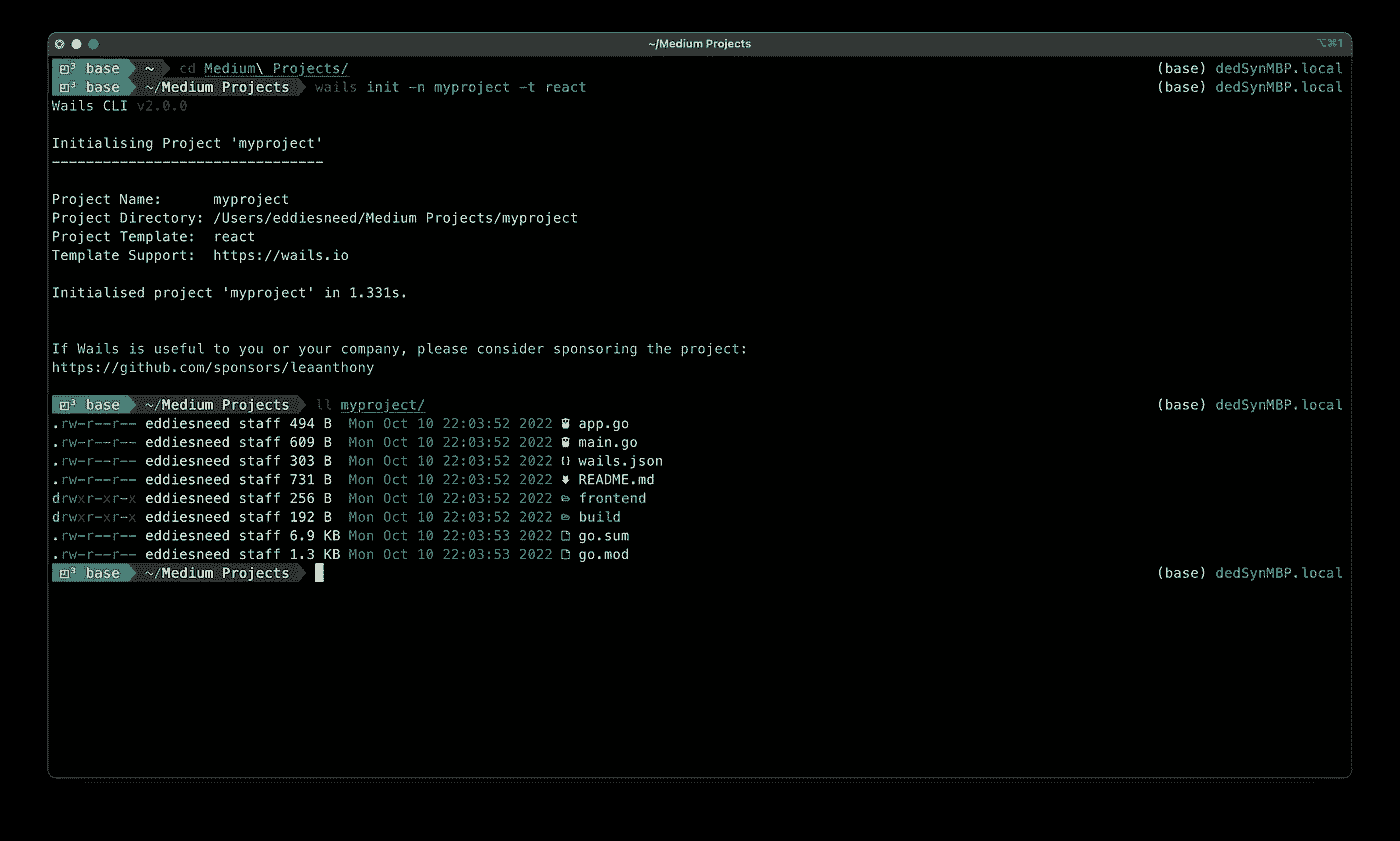 ~/Medium Projects ⌥⌘1
base ~ cd Medium\ Projects/ (base) dedSynMBP.local
base ~/Medium Projects wails init -n myproject -t react (base) dedSynMBP.local
Wails CLI v2.0.0
Initialising Project 'myproject'
--------------------------------
Project Name: myproject
Project Directory: /Users/eddiesneed/Medium Projects/myproject
Project Template: react
Template Support: https://wails.io
Initialised project 'myproject' in 1.331s.
If Wails is useful to you or your company, please consider sponsoring the project:
https://github.com/sponsors/leaanthony
base ~/Medium Projects ll myproject/ (base) dedSynMBP.local
.rw-r--r-- eddiesneed staff 494 B Mon Oct 10 22:03:52 2022 app.go
.rw-r--r-- eddiesneed staff 609 B Mon Oct 10 22:03:52 2022 main.go
.rw-r--r-- eddiesneed staff 303 B Mon Oct 10 22:03:52 2022 {} wails.json
.rw-r--r-- eddiesneed staff 731 B Mon Oct 10 22:03:52 2022 README.md
drwxr-xr-x eddiesneed staff 256 B Mon Oct 10 22:03:52 2022 frontend
drwxr-xr-x eddiesneed staff 192 B Mon Oct 10 22:03:52 2022 build
.rw-r--r-- eddiesneed staff 6.9 KB Mon Oct 10 22:03:53 2022 go.sum
.rw-r--r-- eddiesneed staff 1.3 KB Mon Oct 10 22:03:53 2022 go.mod
base ~/Medium Projects (base) dedSynMBP.local